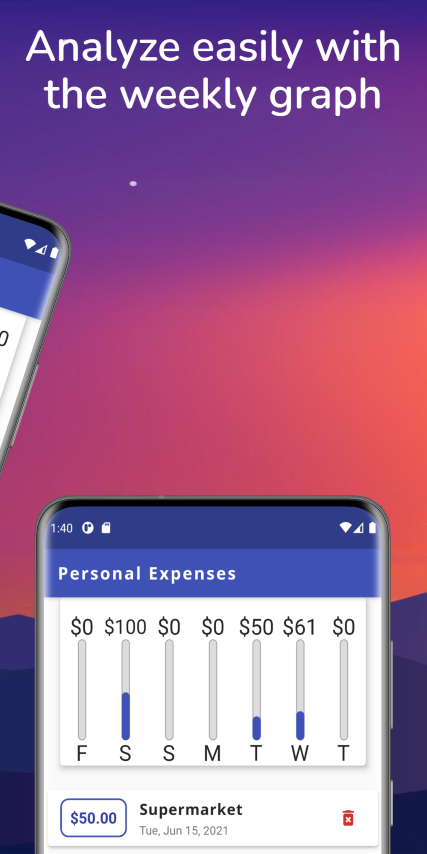 Analyze easily with
the weekly graph
0
1:40
Personal Expenses
$0 $100 $0 $0 $50 $61 $0
F S S M T W T
$50.00 Supermarket
Tue, Jun 15, 2021